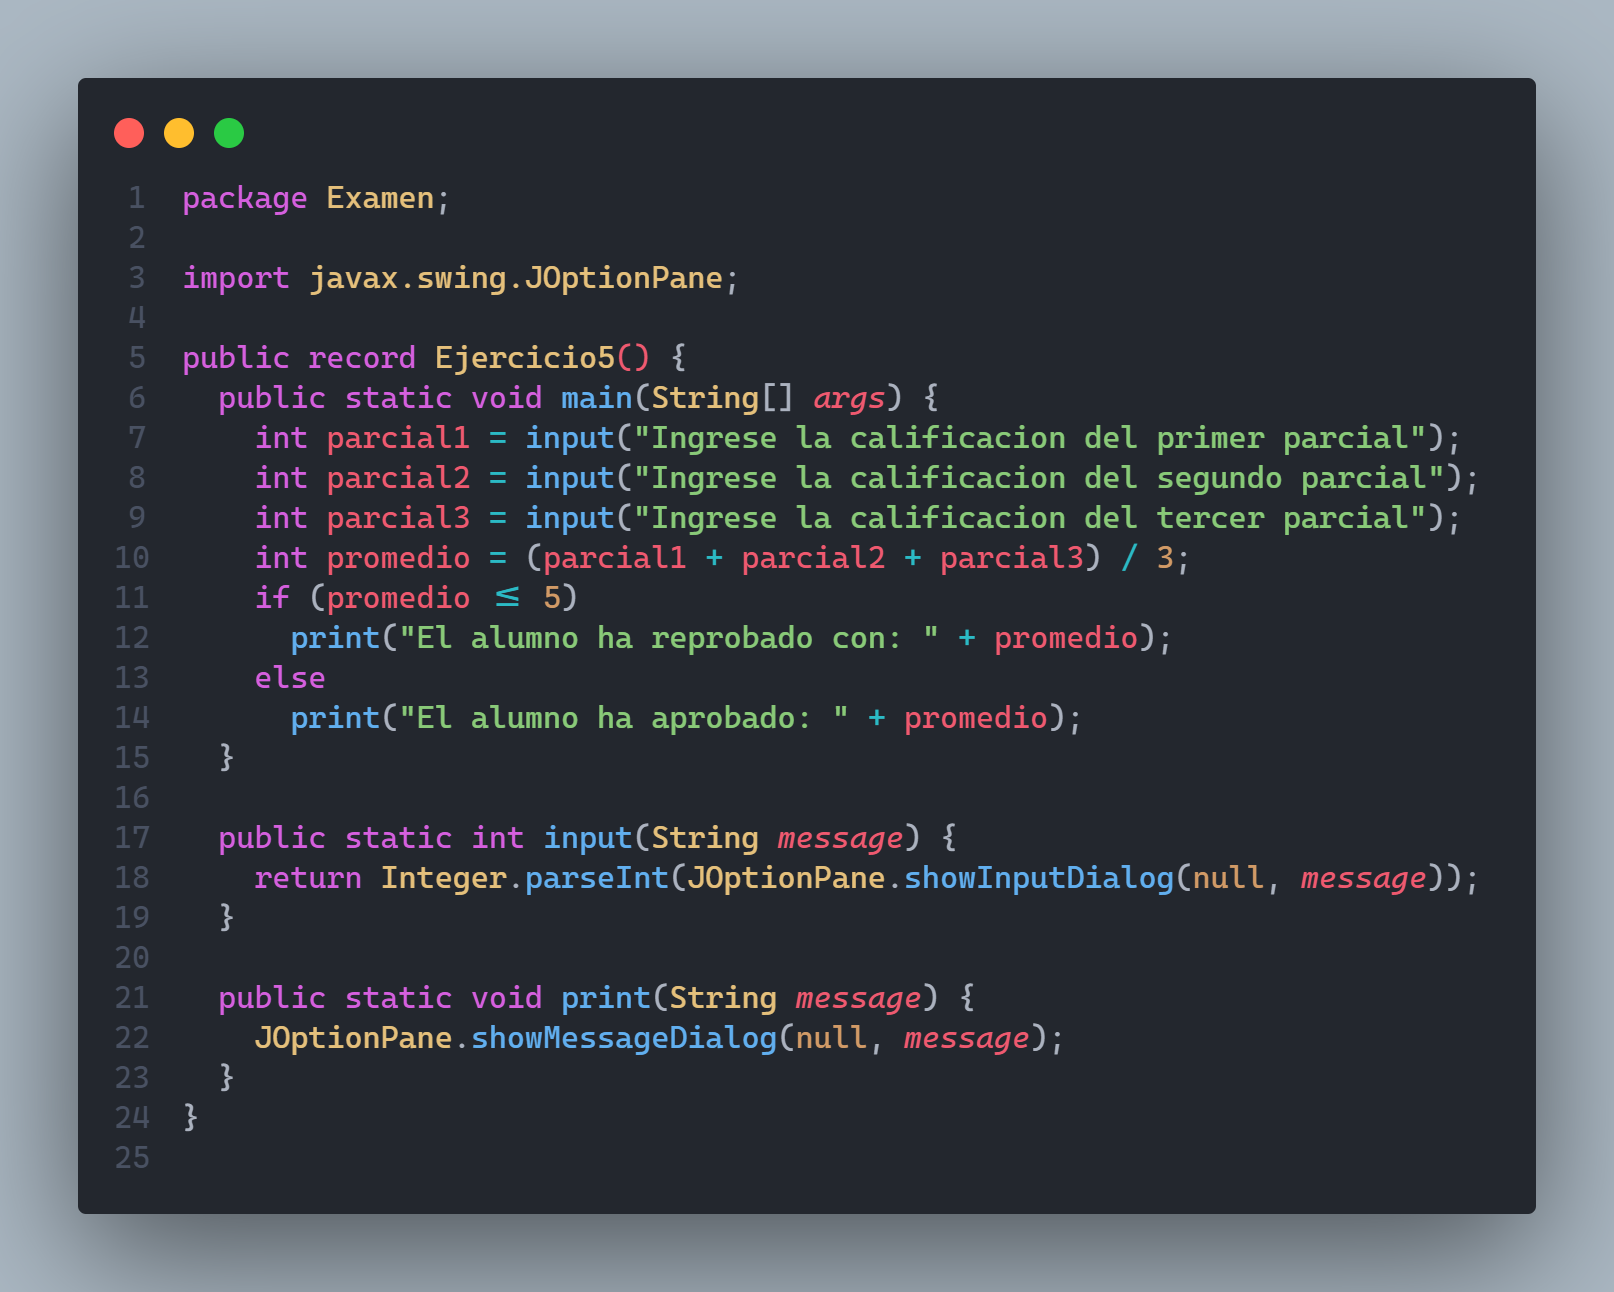 1 package Examen;
2
3 import javax.swing.JOptionPane;
4
5 public record Ejercicio5() {
6   public static void main(String[] args) {
7     int parcial1 = input("Ingrese la calificacion del primer parcial");
8     int parcial2 = input("Ingrese la calificacion del segundo parcial");
9     int parcial3 = input("Ingrese la calificacion del tercer parcial");
10     int promedio = (parcial1 + parcial2 + parcial3) / 3;
11     if (promedio ≤ 5)
12       print("El alumno ha reprobado con: " + promedio);
13     else
14       print("El alumno ha aprobado: " + promedio);
15   }
16
17   public static int input(String message) {
18     return Integer.parseInt(JOptionPane.showInputDialog(null, message));
19   }
20
21   public static void print(String message) {
22     JOptionPane.showMessageDialog(null, message);
23   }
24 }
25